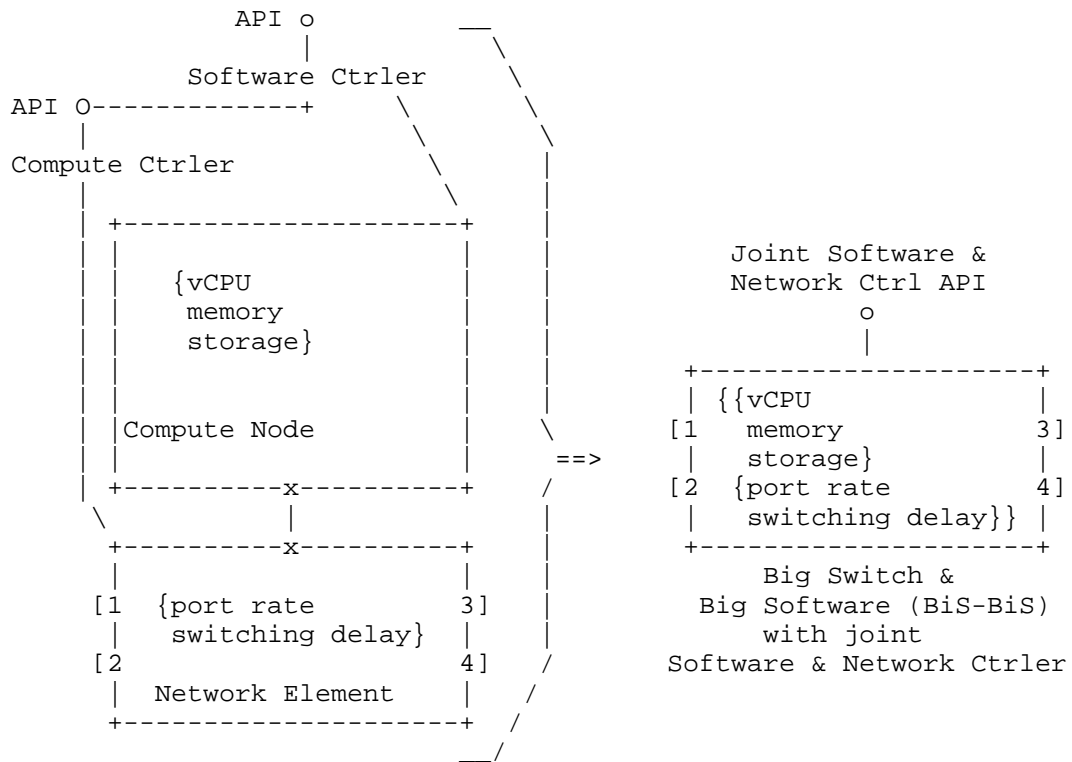 API o
Software Ctrler
API O
Compute Ctrler
{vCPU
memory
storage}
Compute Node
x
x
[1 {port rate 3]
switching delay}
[2 4]
Network Element
==>
Joint Software &
Network Ctrl API
o
{{vCPU
[1 memory 3]
storage}
[2 {port rate 4]
switching delay}}
Big Switch &
Big Software (BiS-BiS)
with joint
Software & Network Ctrler